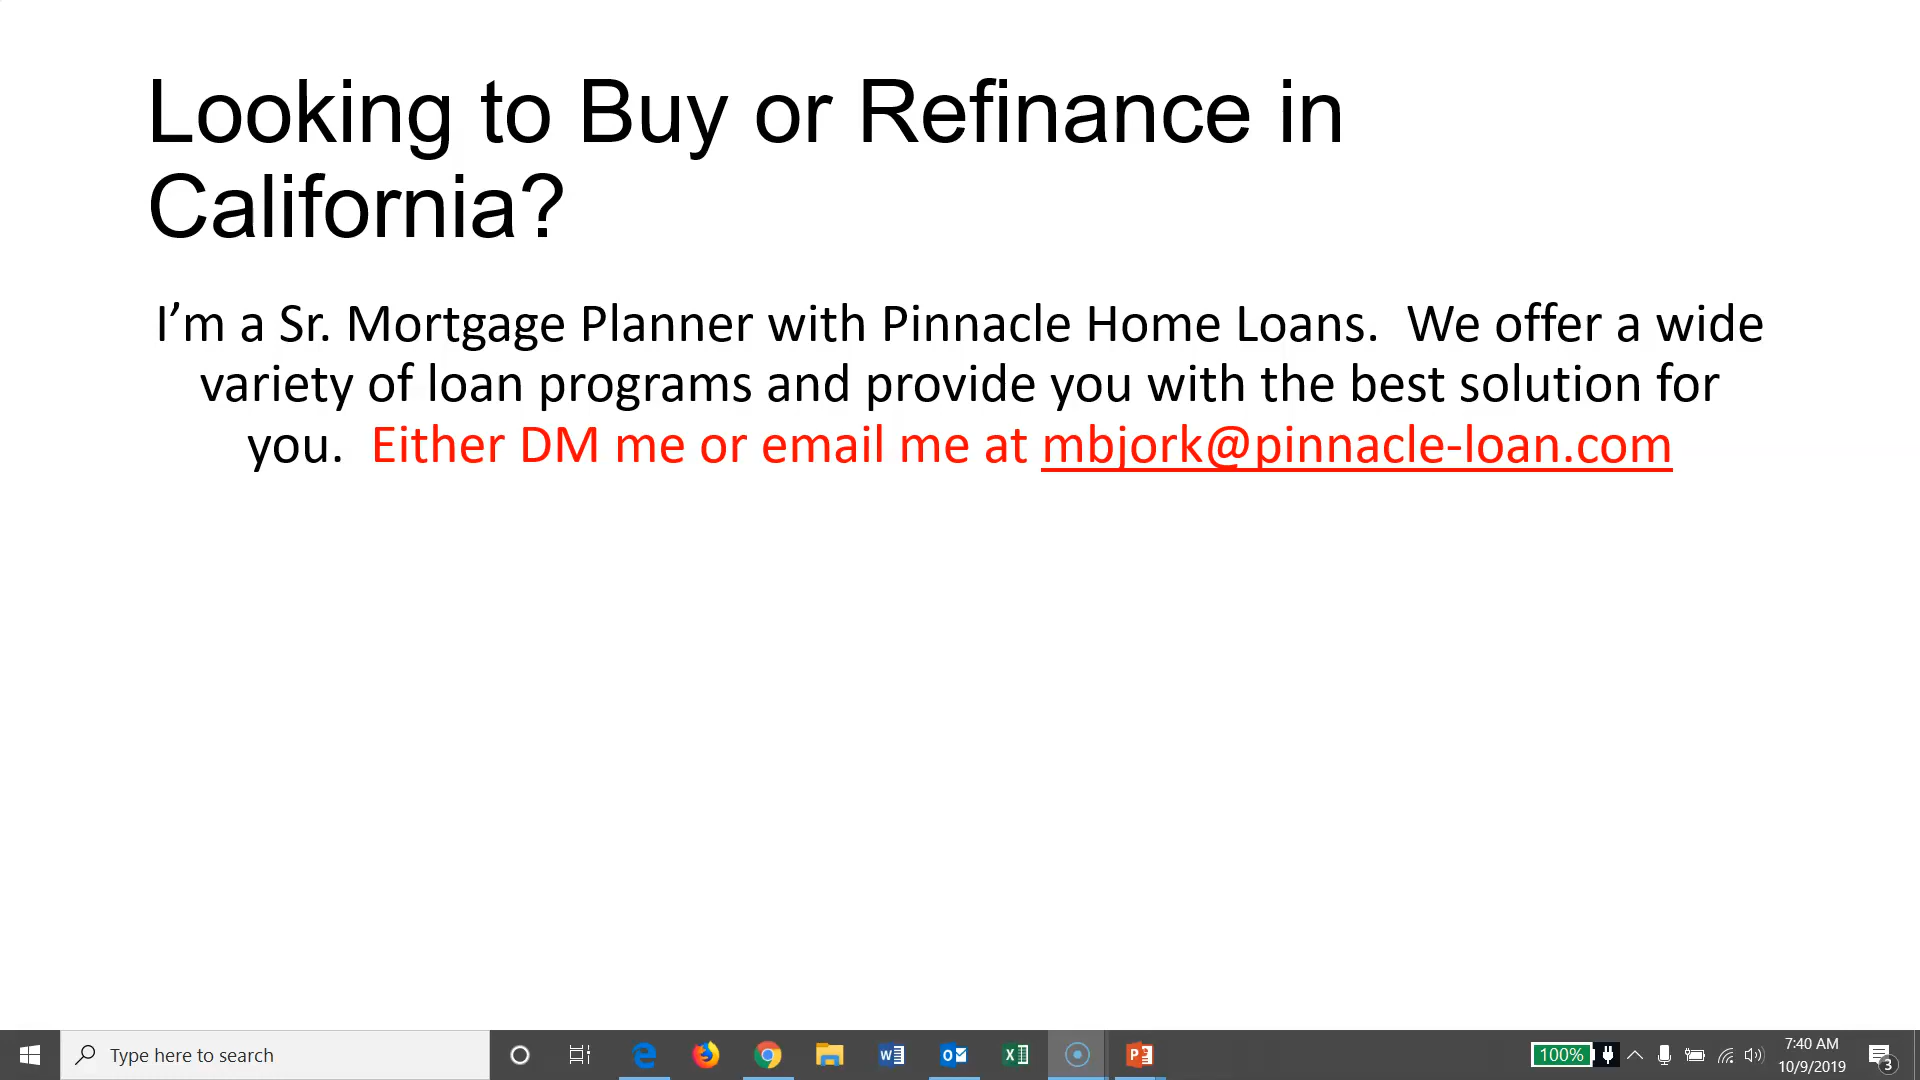 Looking to Buy or Refinance in
California?
I’m a Sr. Mortgage Planner with Pinnacle Home Loans.  We offer a wide
variety of loan programs and provide you with the best solution for
you.  Either DM me or email me at mbjork@pinnacle-loan.com
Type here to search
100%
7:40 AM
10/9/2019
3